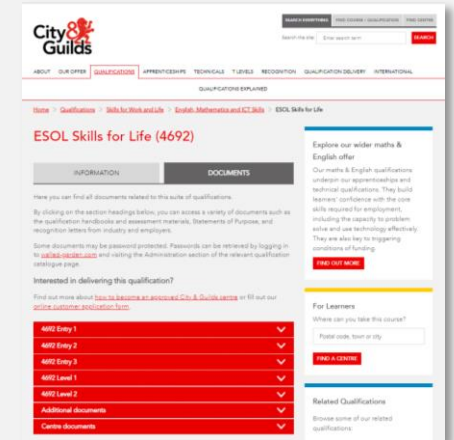 City&
Guilds
SEARCH EVERYTHING FIND COURSE / QUALIFICATION FIND CENTRE
Search the site: Enter search term SEARCH
ABOUT OUR OFFER QUALIFICATIONS APPRENTICESHIPS TECHNICALS T LEVELS RECOGNITION QUALIFICATION DELIVERY INTERNATIONAL
QUALIFICATIONS EXPLAINED
Home > Qualifications > Skills for Work and Life > English, Mathematics and ICT Skills > ESOL Skills for Life
ESOL Skills for Life (4692)
INFORMATION DOCUMENTS
Here you can find all documents related to this suite of qualifications.
By clicking on the section headings below, you can access a variety of documents such as
the qualification handbooks and assessment materials, Statements of Purpose, and
recognition letters from industry and employers.
Some documents may be password protected. Passwords can be retrieved by logging in
to walled-garden.com and visiting the Administration section of the relevant qualification
catalogue page.
Interested in delivering this qualification?
Find out more about how to become an approved City & Guilds centre or fill out our
online customer application form.
4692 Entry 1
4692 Entry 2
4692 Entry 3
4692 Level 1
4692 Level 2
Additional documents
Centre documents
Explore our wider maths &
English offer
Our maths & English qualifications
underpin our apprenticeships and
technical qualifications. They build
learners' confidence with the core
skills required for employment,
including the capacity to problem
solve and use technology effectively.
They are also key to triggering
conditions of funding.
FIND OUT MORE
For Learners
Where can you take this course?
Postal code, town or city
FIND A CENTRE
Related Qualifications
Browse some of our related
qualifications: